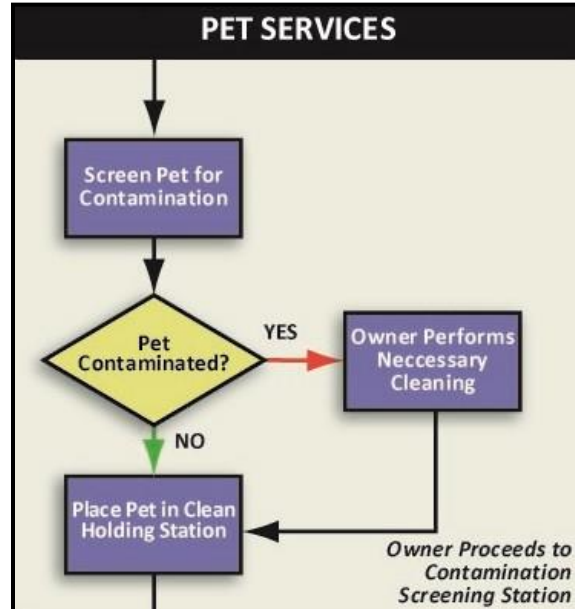 PET SERVICES
Screen Pet for
Contamination
Pet
Contaminated?
YES
Owner Performs
Neccessary
Cleaning
NO
Place Pet in Clean
Holding Station
Owner Proceeds to
Contamination
Screening Station